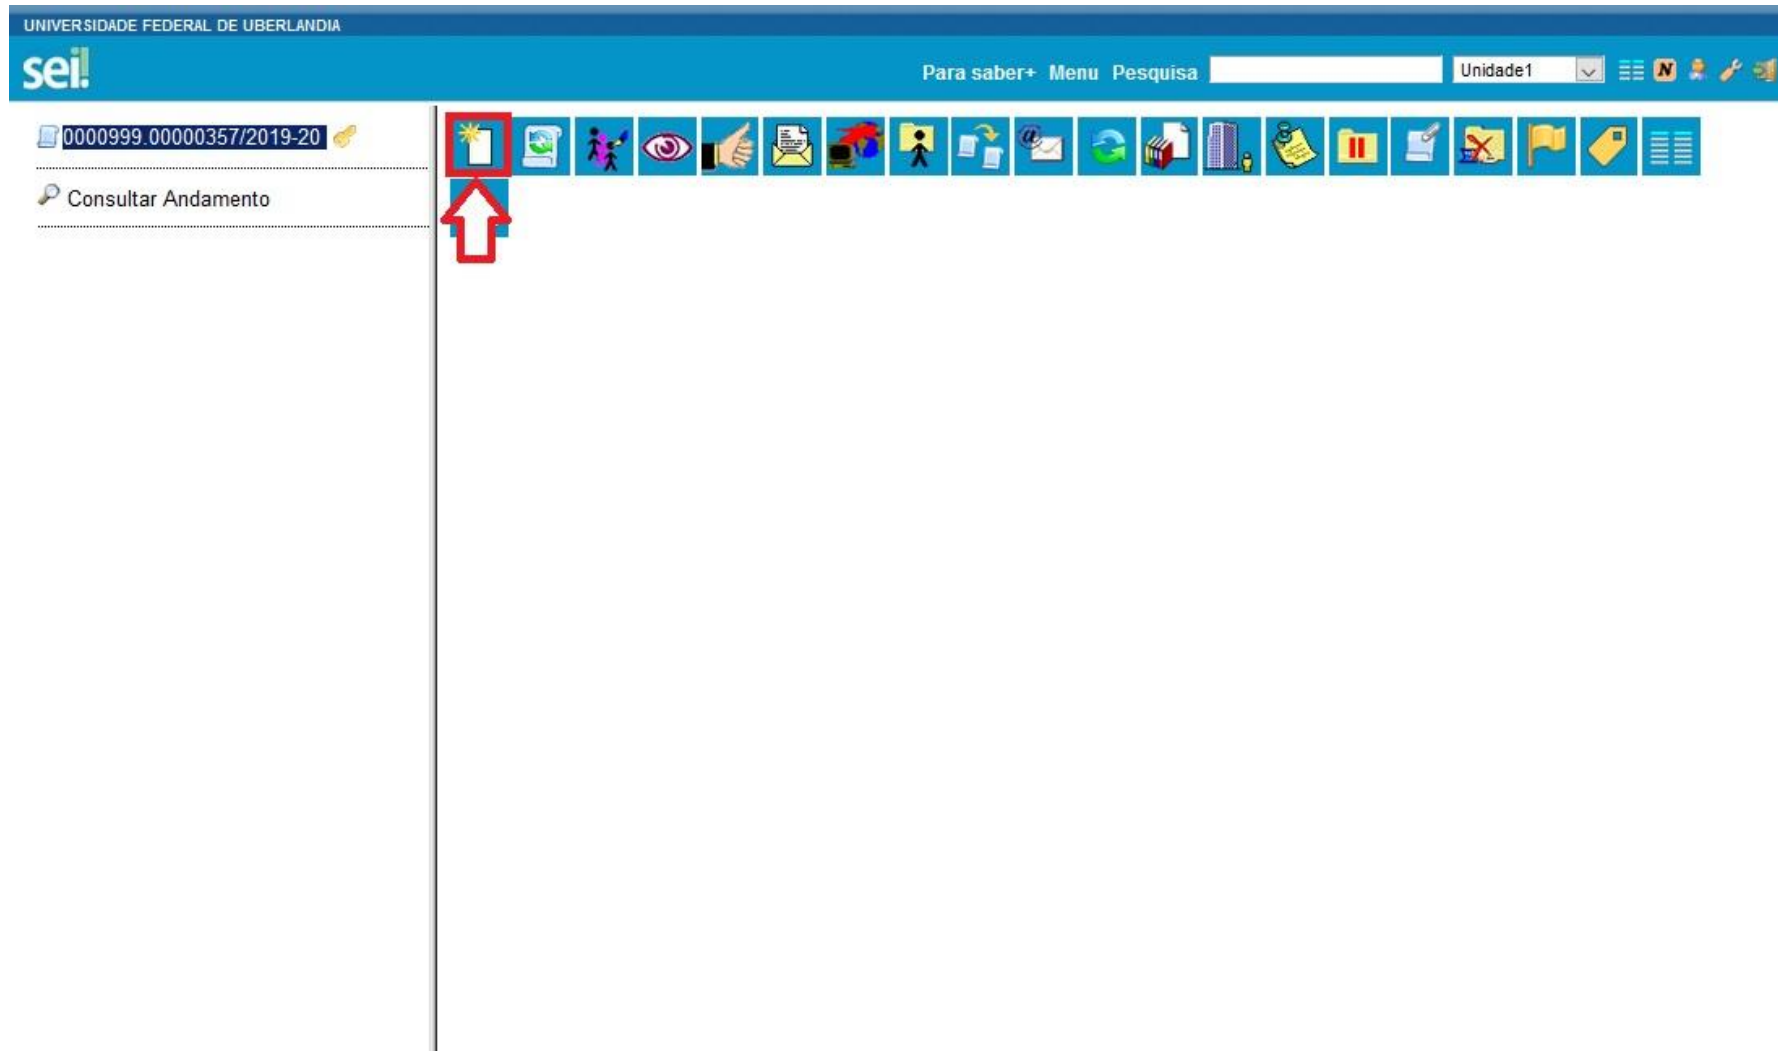 UNIVERSIDADE FEDERAL DE UBERLANDIA
sei!
Para saber+ Menu Pesquisa Unidade1 N
0000999.00000357/2019-20
Consultar Andamento